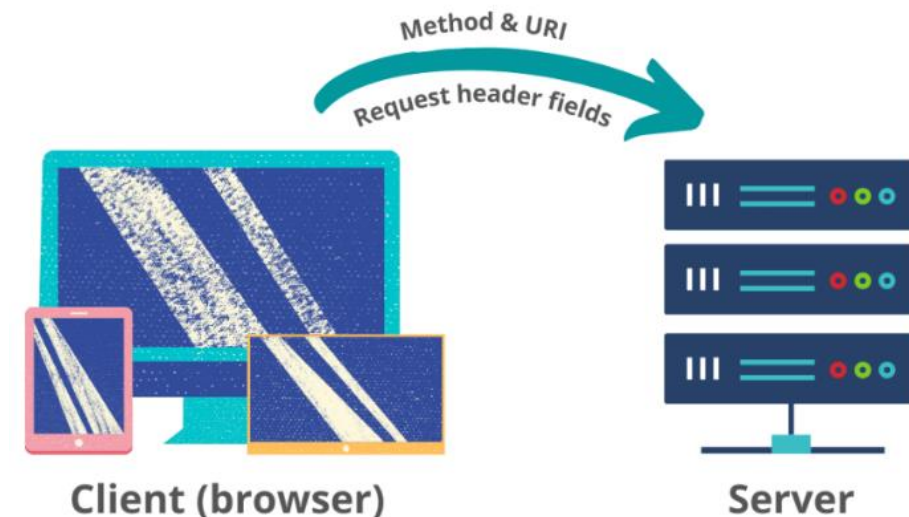 Method & URI
Request header fields
Client (browser)
Server